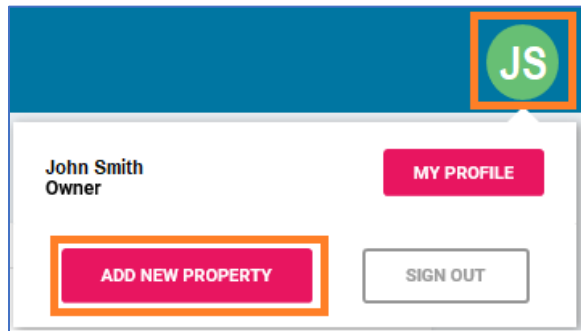 JS
John Smith
Owner
MY PROFILE
ADD NEW PROPERTY
SIGN OUT